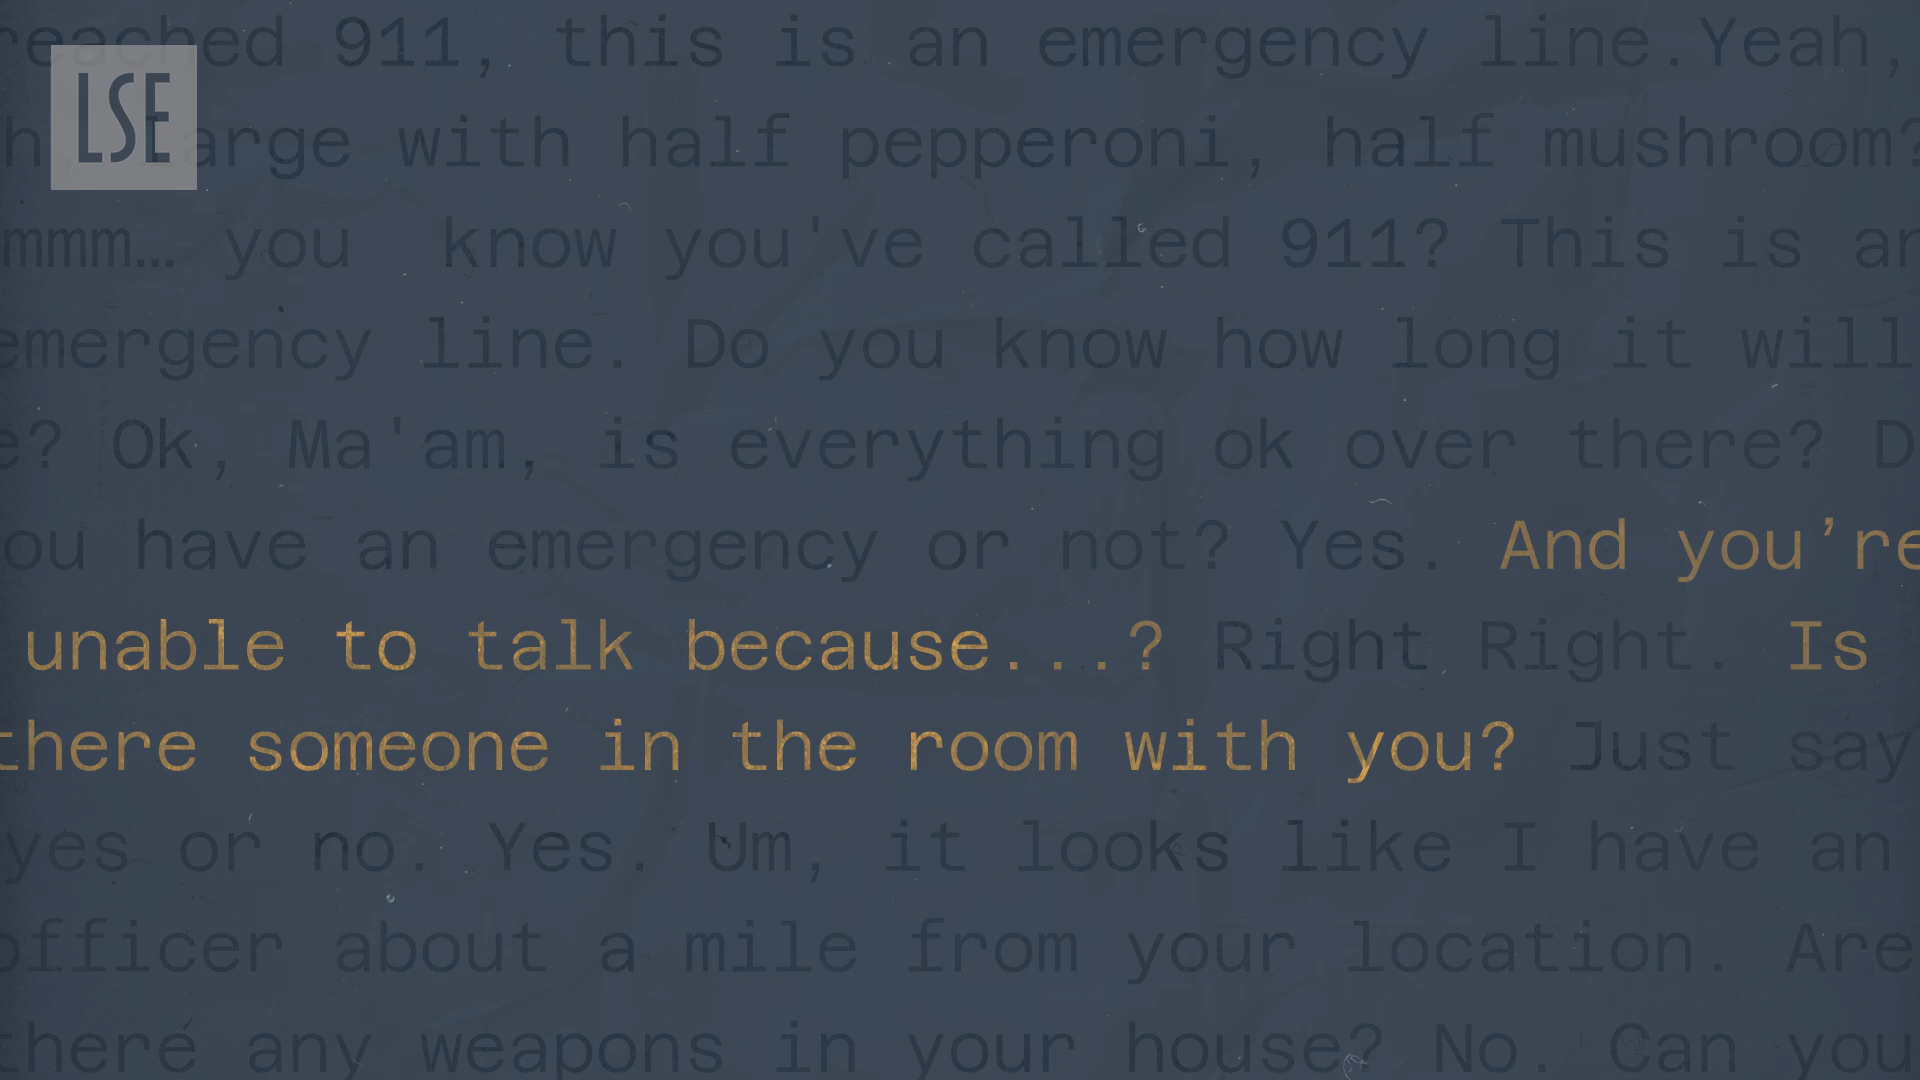 LSE
reached 911, this is an emergency line.Yeah,
h, Large with half pepperoni, half mushroom?
mmm... you know you've called 911? This is an
emergency line. Do you know how long it will
e? Ok, Ma'am, is everything ok over there? D
ou have an emergency or not? Yes. And you're
unable to talk because...? Right Right. Is
there someone in the room with you? Just say
yes or no. Yes. Um, it looks like I have an
officer about a mile from your location. Are
there any weapons in your house? No. Can you